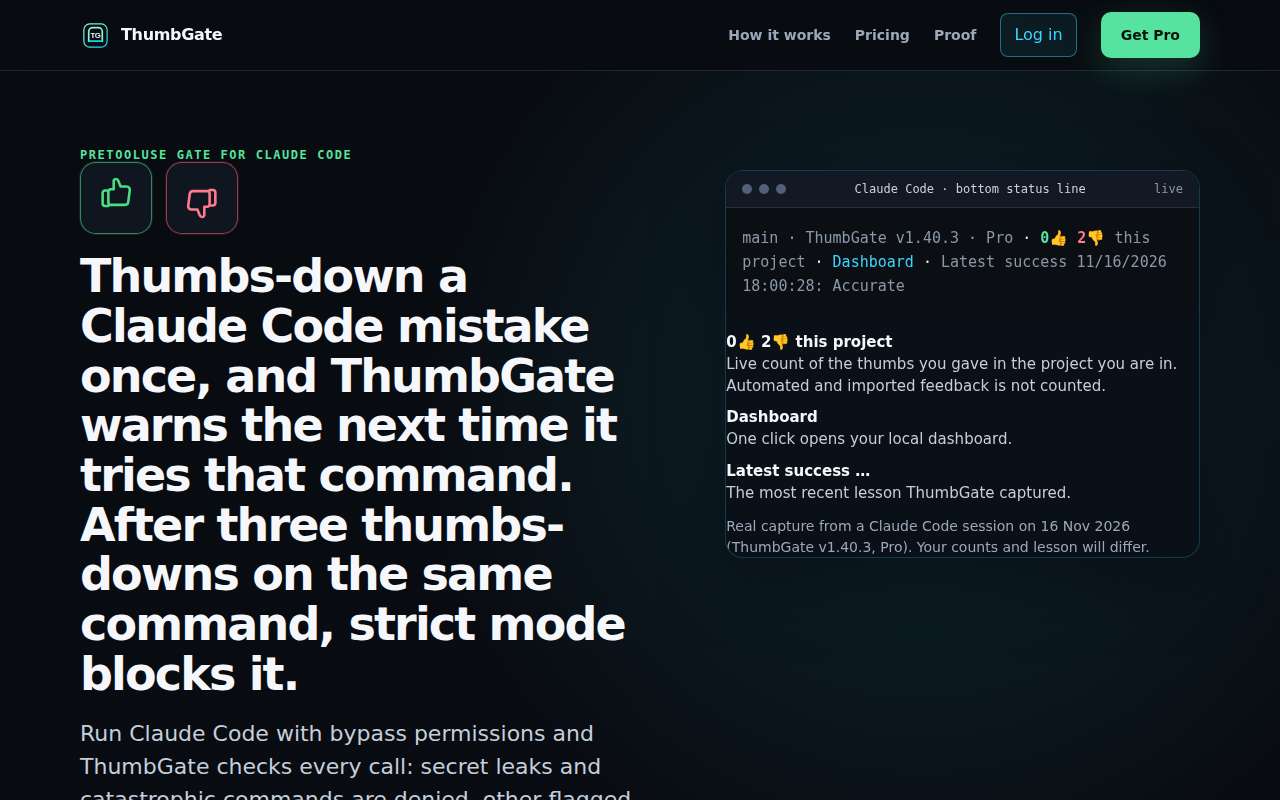 TG ThumbGate
How it works Pricing Proof Log in Get Pro
PRETOOLUSE GATE FOR CLAUDE CODE
Thumbs-down a
Claude Code mistake
once, and ThumbGate
warns the next time it
tries that command.
After three thumbs-
downs on the same
command, strict mode
blocks it.
Run Claude Code with bypass permissions and
ThumbGate checks every call: secret leaks and
catastrophic commands are denied, other flagged
Claude Code · bottom status line live
main · ThumbGate v1.40.3 · Pro · 0👍 2👎 this
project · Dashboard · Latest success 11/16/2026
18:00:28: Accurate
0👍 2👎 this project
Live count of the thumbs you gave in the project you are in.
Automated and imported feedback is not counted.
Dashboard
One click opens your local dashboard.
Latest success …
The most recent lesson ThumbGate captured.
Real capture from a Claude Code session on 16 Nov 2026
(ThumbGate v1.40.3, Pro). Your counts and lesson will differ.